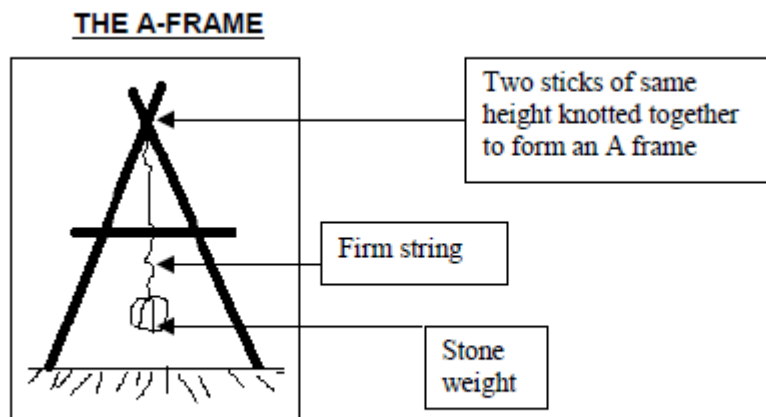 THE A-FRAME
Two sticks of same
height knotted together
to form an A frame
Firm string
Stone
weight